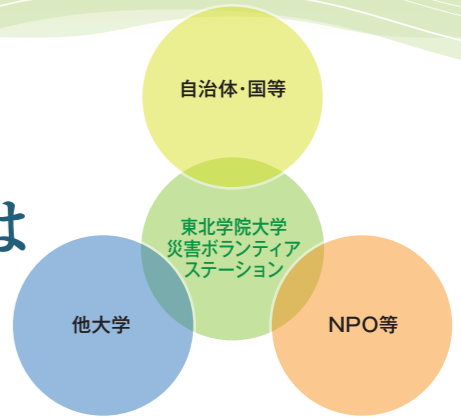 自治体・国等
東北学院大学
災害ボランティア
ステーション
は
他大学
NPO等